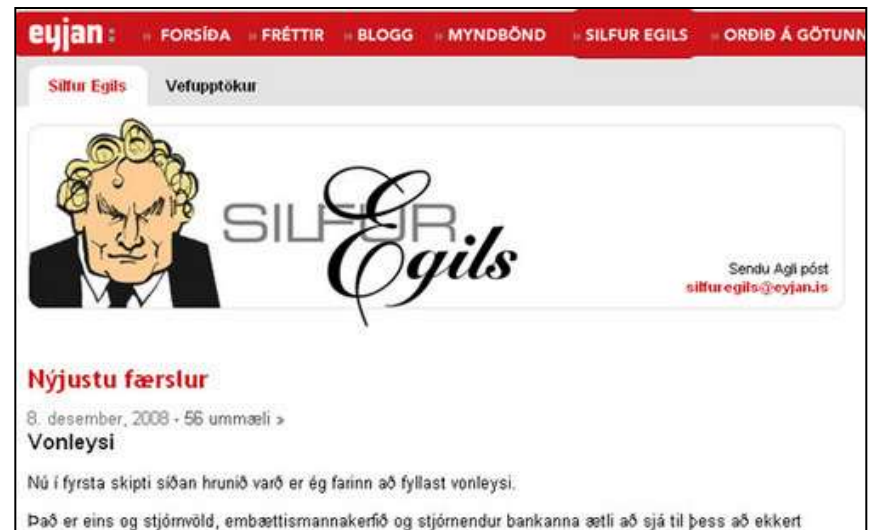 eyjan: » FORSÍÐA » FRÉTTIR » BLOGG » MYNDBÖND » SILFUR EGILS » ORÐIÐ Á GÖTUNN
Silfur Egils Vefupptökur
SILFUR Egils
Sendu Agli póst
silfuregils@eyjan.is
Nýjustu færslur
8. desember, 2008 - 56 ummæli »
Vonleysi
Nú í fyrsta skipti síðan hrunið varð er ég farinn að fyllast vonleysi.
Það er eins og stjórnvöld, embættismannakerfið og stjórnendur bankanna ætli að sjá til þess að ekkert